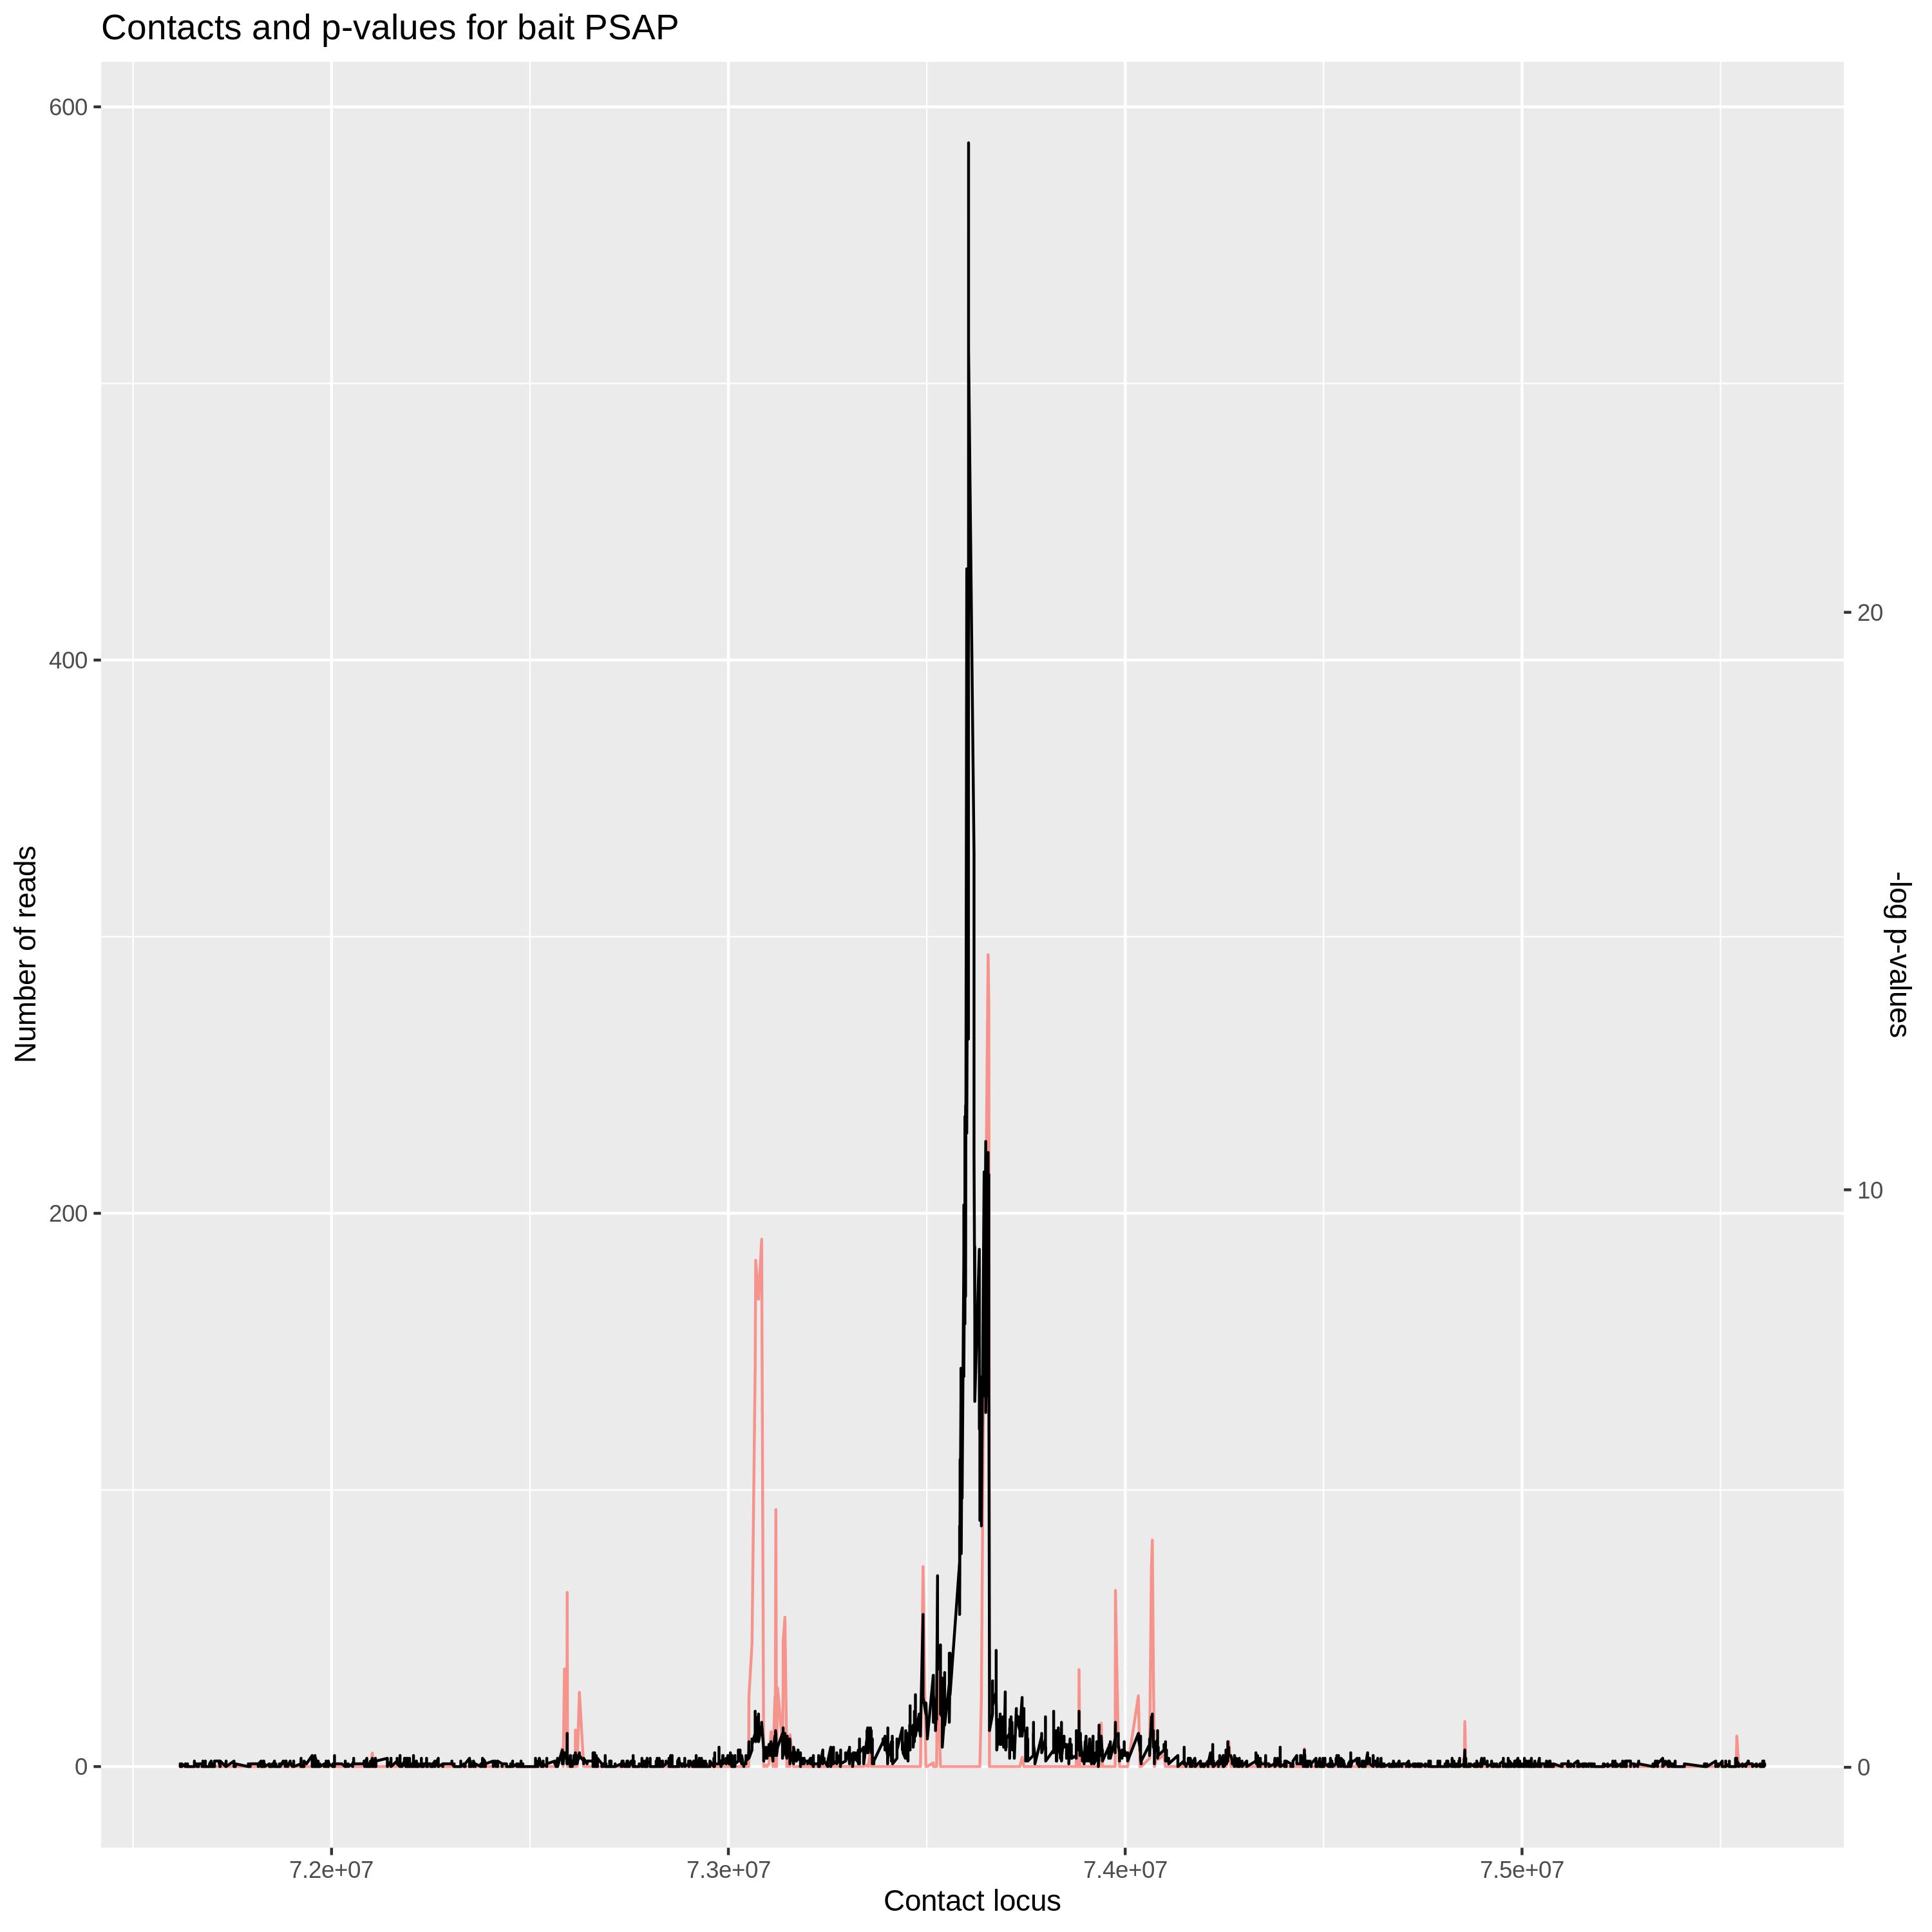 Contacts and p-values for bait PSAP
600
400
200
0
Number of reads
20
10
0
-log p-values
7.2e+07
7.3e+07
7.4e+07
7.5e+07
Contact locus